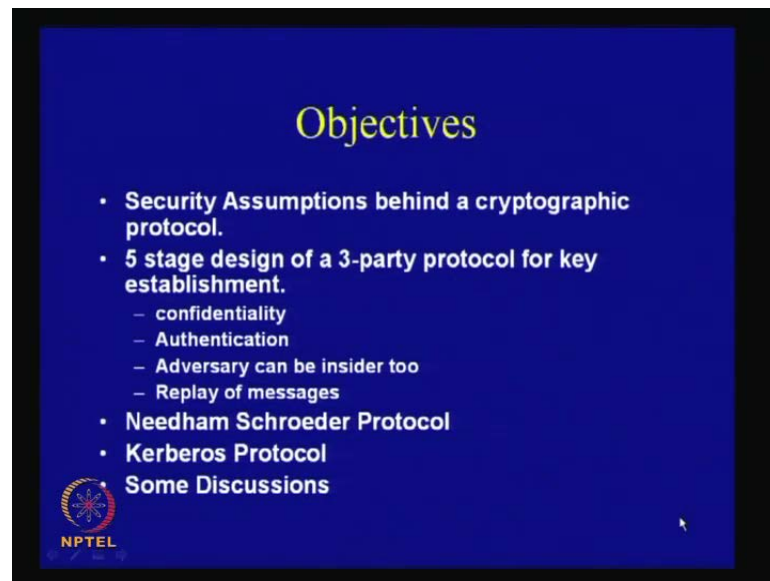 Objectives
• Security Assumptions behind a cryptographic
protocol.
• 5 stage design of a 3-party protocol for key
establishment.
– confidentiality
– Authentication
– Adversary can be insider too
– Replay of messages
• Needham Schroeder Protocol
• Kerberos Protocol
• Some Discussions
NPTEL